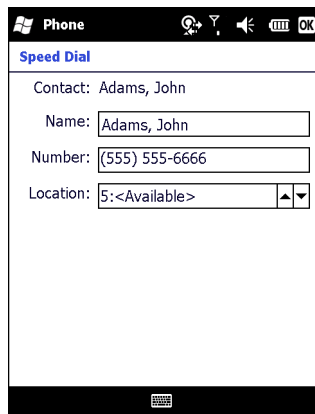 Phone
OK
Speed Dial
Contact: Adams, John
Name: Adams, John
Number: (555) 555-6666
Location: 5:<Available>